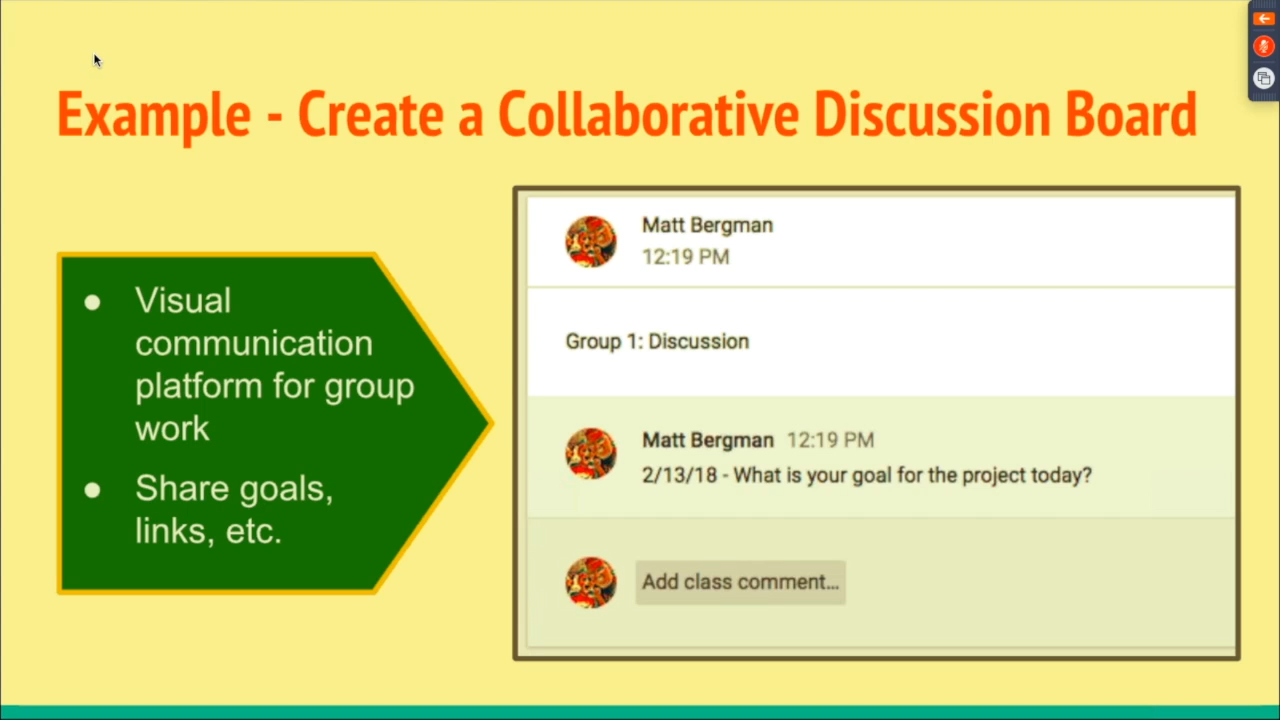 Example - Create a Collaborative Discussion Board
● Visual
communication
platform for group
work
● Share goals,
links, etc.
Matt Bergman
12:19 PM
Group 1: Discussion
Matt Bergman 12:19 PM
2/13/18 - What is your goal for the project today?
Add class comment...